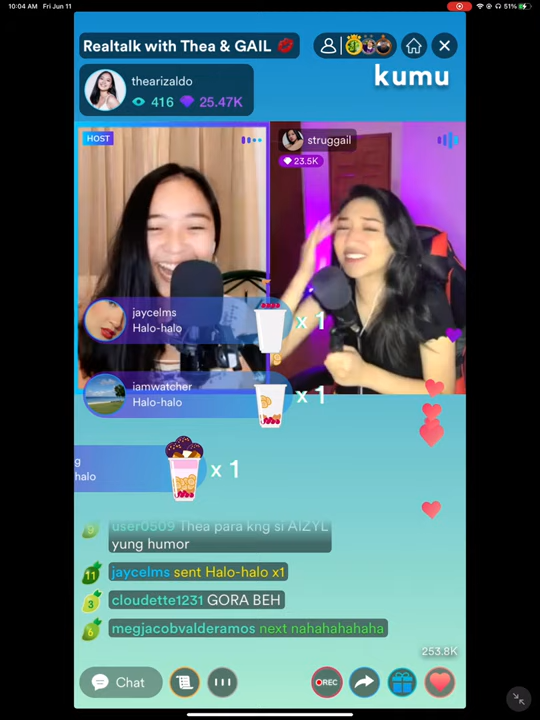 10:04 AM Fri Jun 11
51%
Realtalk with Thea & GAIL 💋
kumu
thearizaldo
416 25.47K
HOST
struggail
23.5K
jaycelms
Halo-halo
x 1
iamwatcher
Halo-halo
x 1
g
halo
x 1
9
user0509 Thea para kng si AIZYL
yung humor
11 jaycelms sent Halo-halo x1
3 cloudette1231 GORA BEH
6 megjacobvalderamos next nahahahahaha
253.8K
Chat
REC